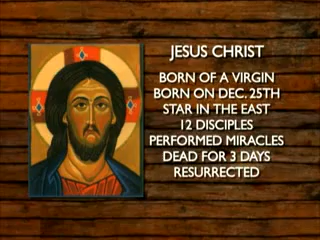 JESUS CHRIST
BORN OF A VIRGIN
BORN ON DEC. 25TH
STAR IN THE EAST
12 DISCIPLES
PERFORMED MIRACLES
DEAD FOR 3 DAYS
RESURRECTED